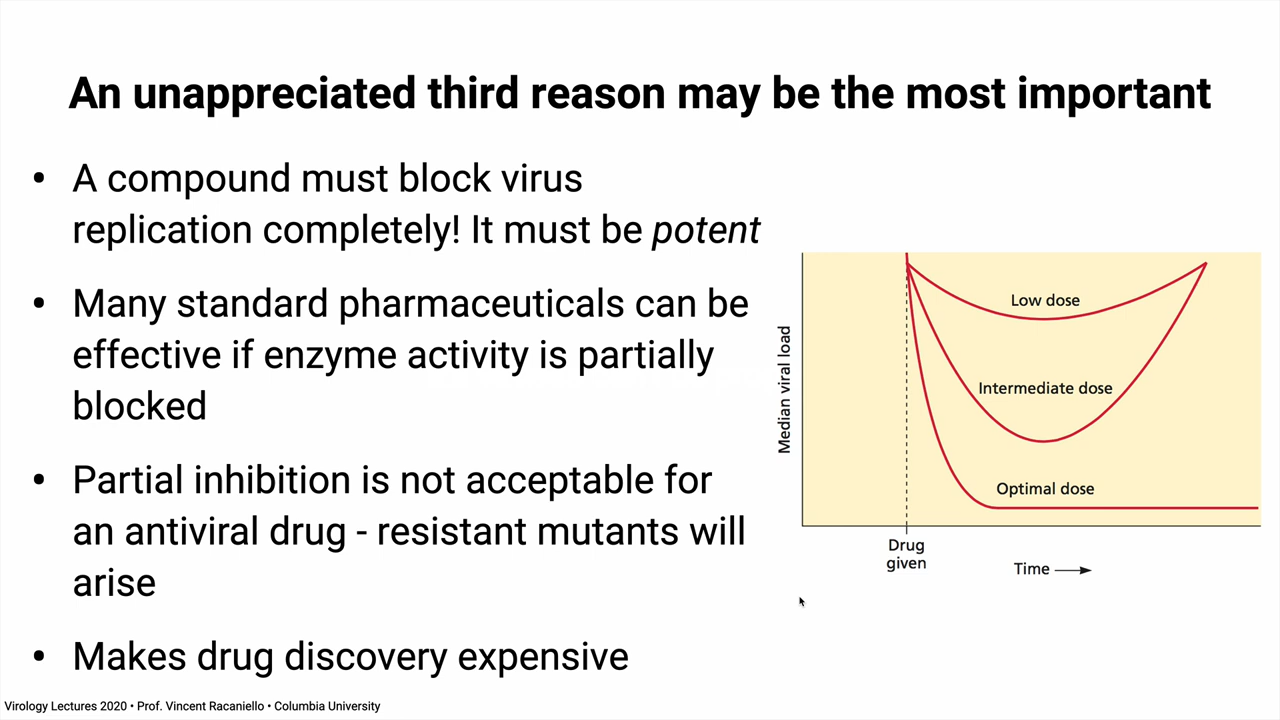 An unappreciated third reason may be the most important
• A compound must block virus
replication completely! It must be potent
• Many standard pharmaceuticals can be
effective if enzyme activity is partially
blocked
• Partial inhibition is not acceptable for
an antiviral drug - resistant mutants will
arise
• Makes drug discovery expensive
Median viral load
Low dose
Intermediate dose
Optimal dose
Drug
given
Time
Virology Lectures 2020 • Prof. Vincent Racaniello • Columbia University